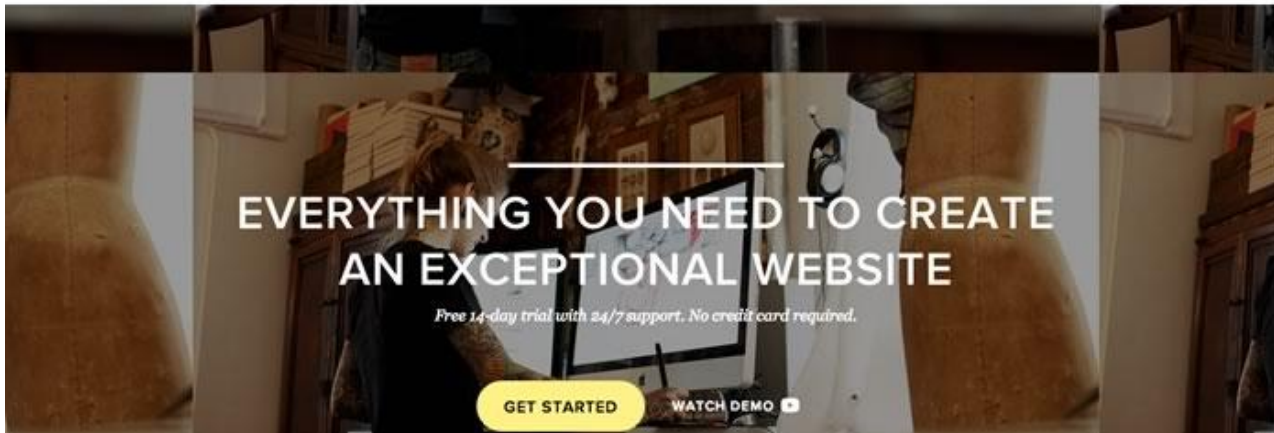 EVERYTHING YOU NEED TO CREATE
AN EXCEPTIONAL WEBSITE
Free 14-day trial with 24/7 support. No credit card required.
GET STARTED
WATCH DEMO